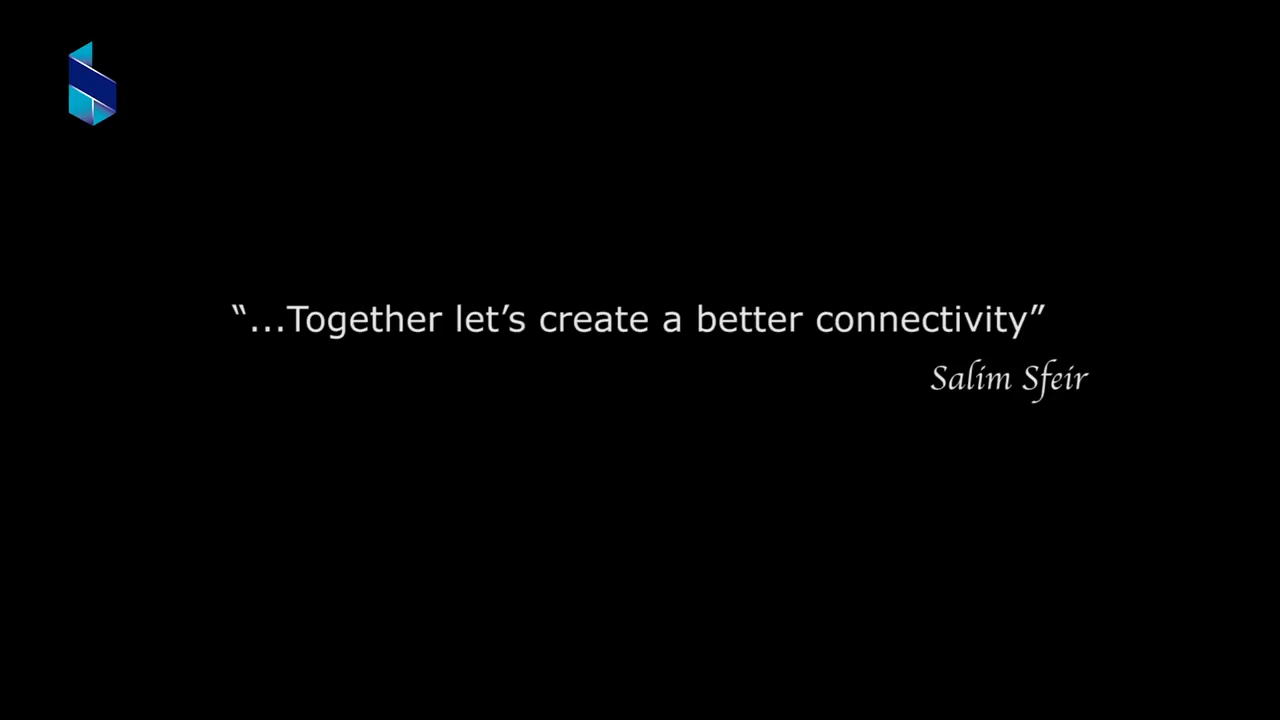 “...Together let’s create a better connectivity”
Salim Sfeir